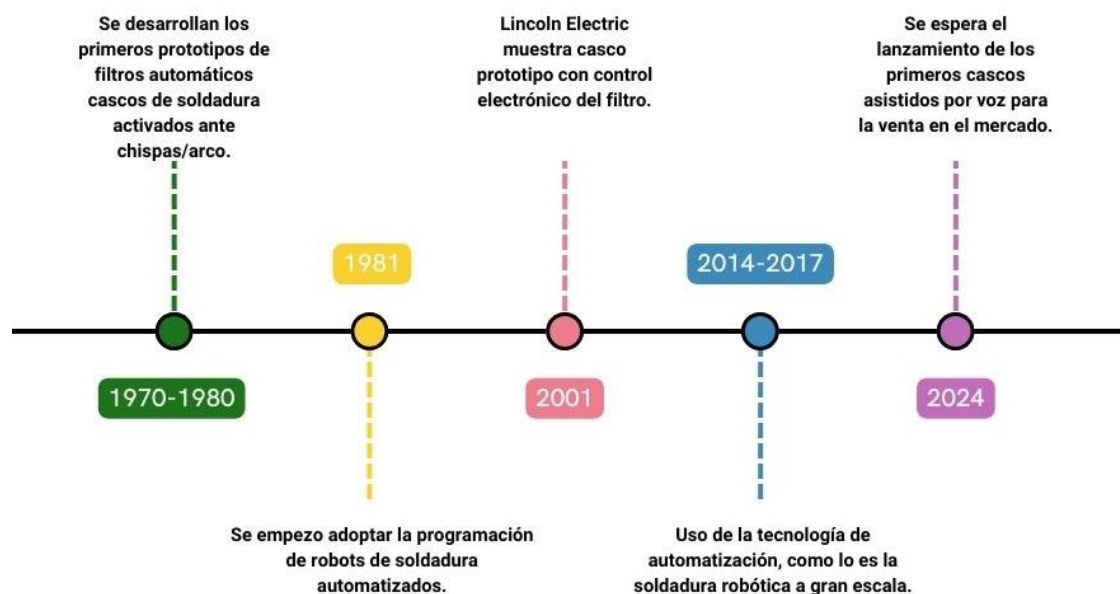 Se desarrollan los
primeros prototipos de
filtros automáticos
cascos de soldadura
activados ante
chispas/arco.
Lincoln Electric
muestra casco
prototipo con control
electrónico del filtro.
Se espera el
lanzamiento de los
primeros cascos
asistidos por voz para
la venta en el mercado.
1981
2014-2017
1970-1980
2001
2024
Se empezo adoptar la programación
de robots de soldadura
automatizados.
Uso de la tecnología de
automatización, como lo es la
soldadura robótica a gran escala.